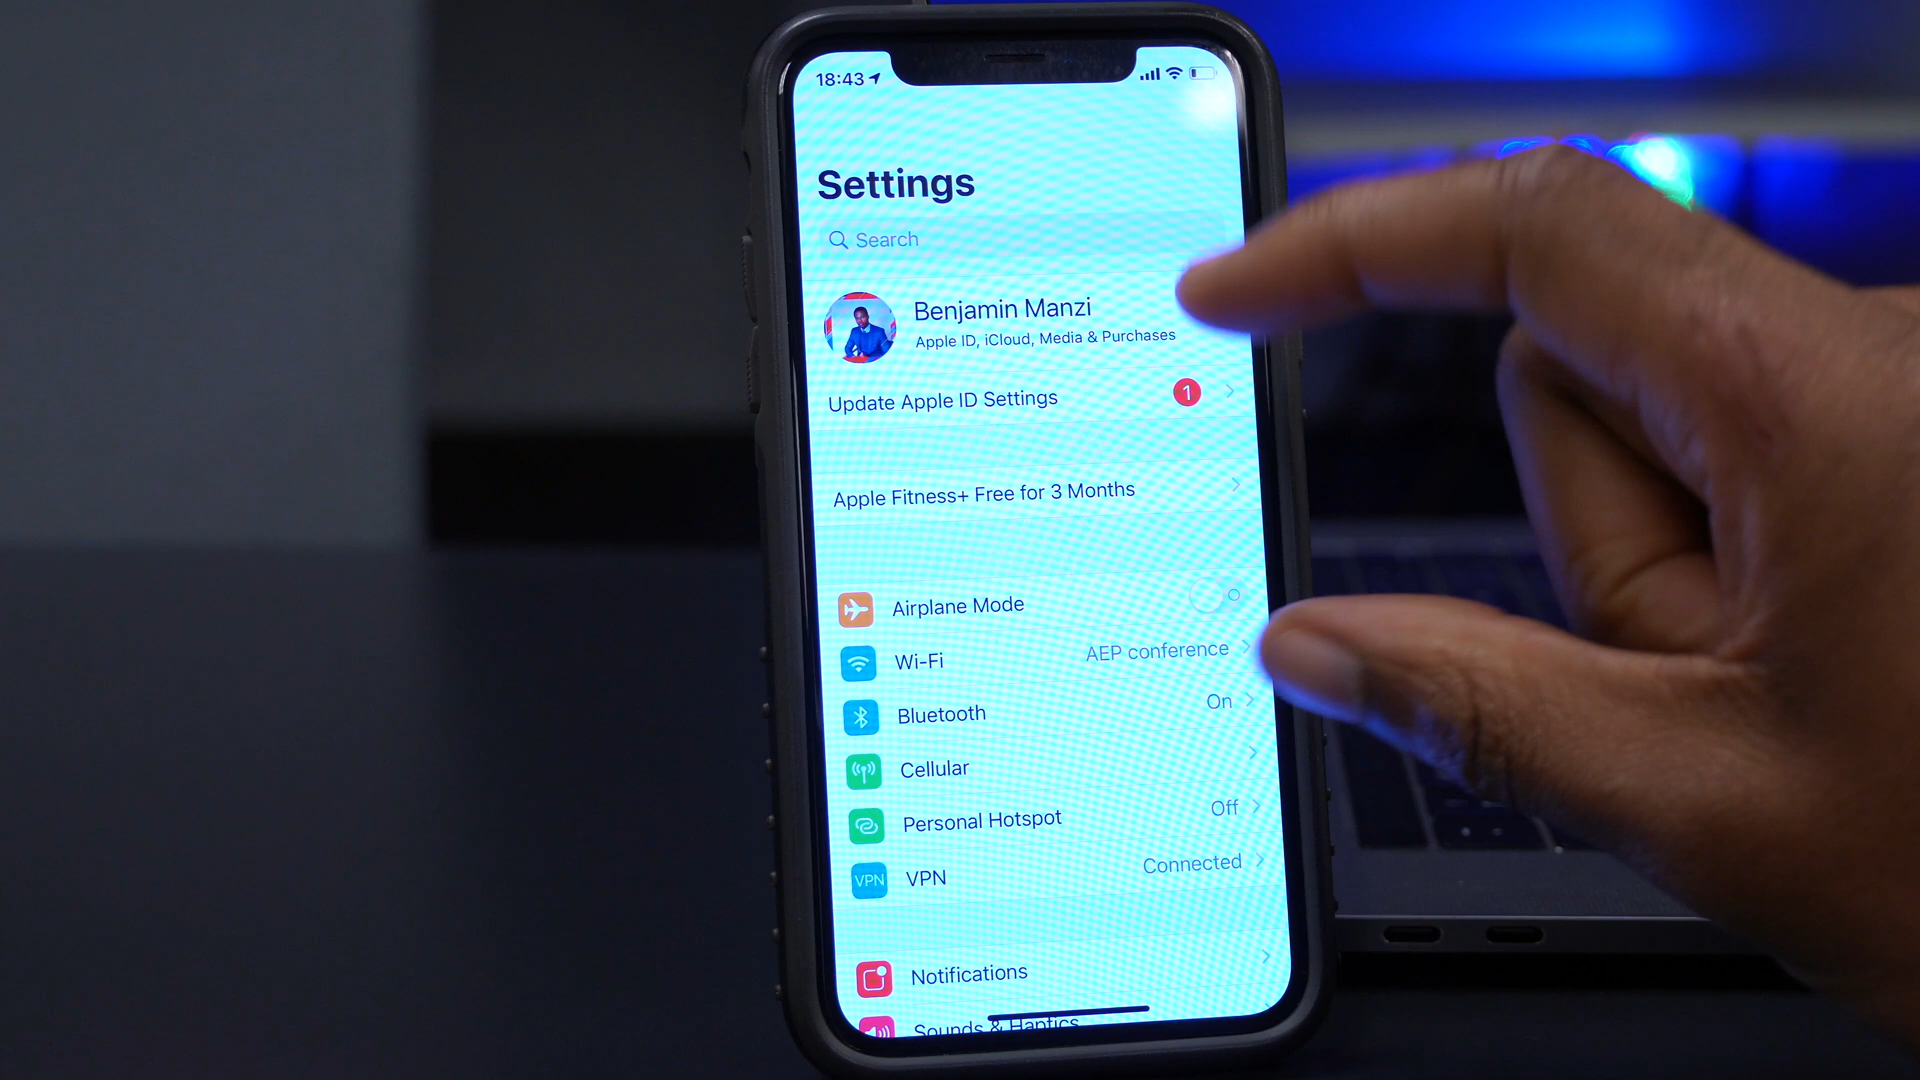 18:43
Settings
Search
Benjamin Manzi
Apple ID, iCloud, Media & Purchases
Update Apple ID Settings 1
Apple Fitness+ Free for 3 Months
Airplane Mode
Wi-Fi AEP conference
Bluetooth On
Cellular
Personal Hotspot Off
VPN VPN Connected
Notifications
Sounds & Haptics